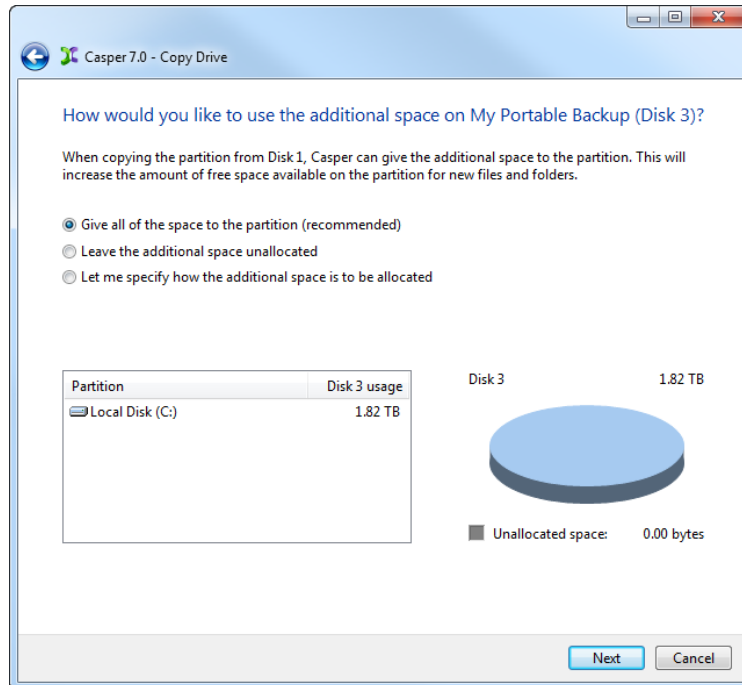 Casper 7.0 - Copy Drive
How would you like to use the additional space on My Portable Backup (Disk 3)?
When copying the partition from Disk 1, Casper can give the additional space to the partition. This will
increase the amount of free space available on the partition for new files and folders.
Give all of the space to the partition (recommended)
Leave the additional space unallocated
Let me specify how the additional space is to be allocated
Partition Disk 3 usage
Local Disk (C:) 1.82 TB
Disk 3 1.82 TB
Unallocated space: 0.00 bytes
Next Cancel